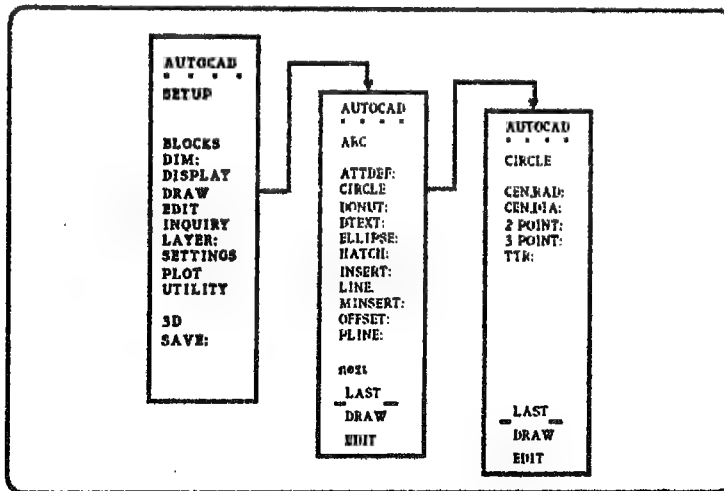 AUTOCAD
* * * *
SETUP
BLOCKS
DIM:
DISPLAY
DRAW
EDIT
INQUIRY
LAYER:
SETTINGS
PLOT
UTILITY
3D
SAVE:
AUTOCAD
* * * *
ARC
ATTDEF:
CIRCLE
DONUT:
DTEXT:
ELLIPSE:
HATCH:
INSERT:
LINE
MINSERT:
OFFSET:
PLINE:
next
__LAST__
DRAW
EDIT
AUTOCAD
* * * *
CIRCLE
CEN,RAD:
CEN,DIA:
2 POINT:
3 POINT:
TTR:
__LAST__
DRAW
EDIT